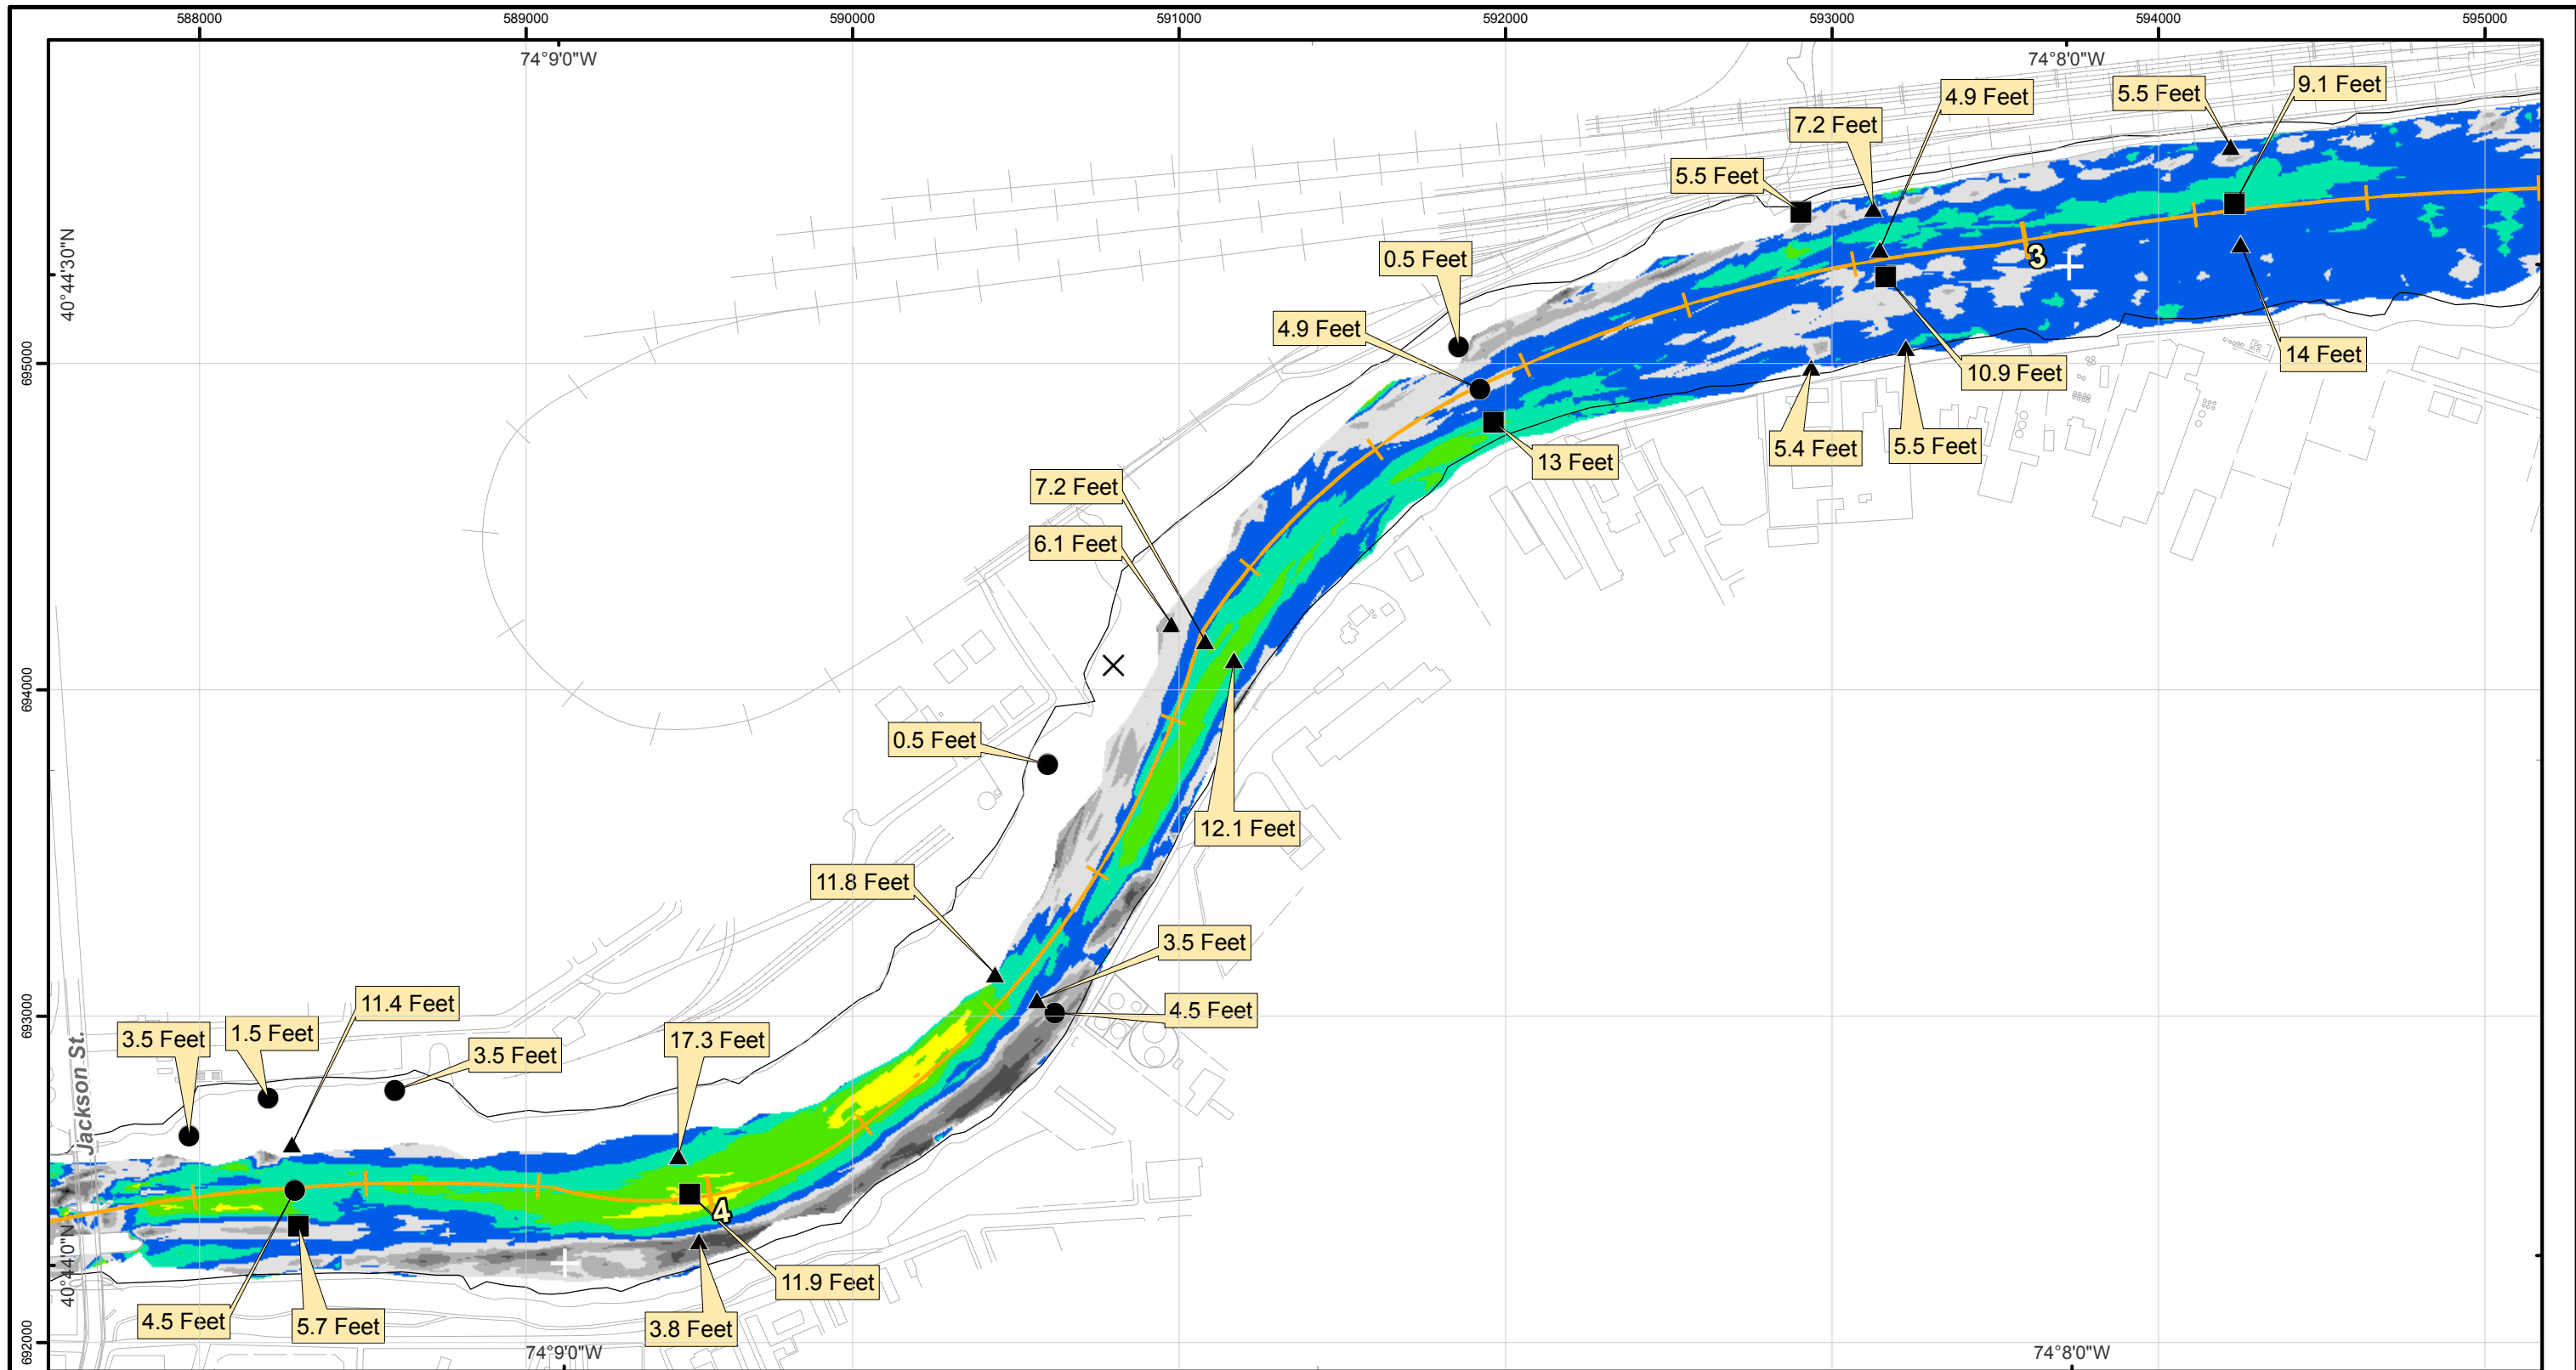 588000
589000
590000
591000
592000
593000
594000
595000
74°9'0"W
74°8'0"W
9.1 Feet
5.5 Feet
4.9 Feet
7.2 Feet
5.5 Feet
40°44'30"N
0.5 Feet
3
4.9 Feet
14 Feet
695000
10.9 Feet
5.4 Feet
5.5 Feet
13 Feet
7.2 Feet
6.1 Feet
694000
0.5 Feet
12.1 Feet
11.8 Feet
3.5 Feet
4.5 Feet
693000
11.4 Feet
3.5 Feet
1.5 Feet
3.5 Feet
17.3 Feet
Jackson St.
4
40°44'0"N
11.9 Feet
4.5 Feet
5.7 Feet
3.8 Feet
692000
74°9'0"W
74°8'0"W